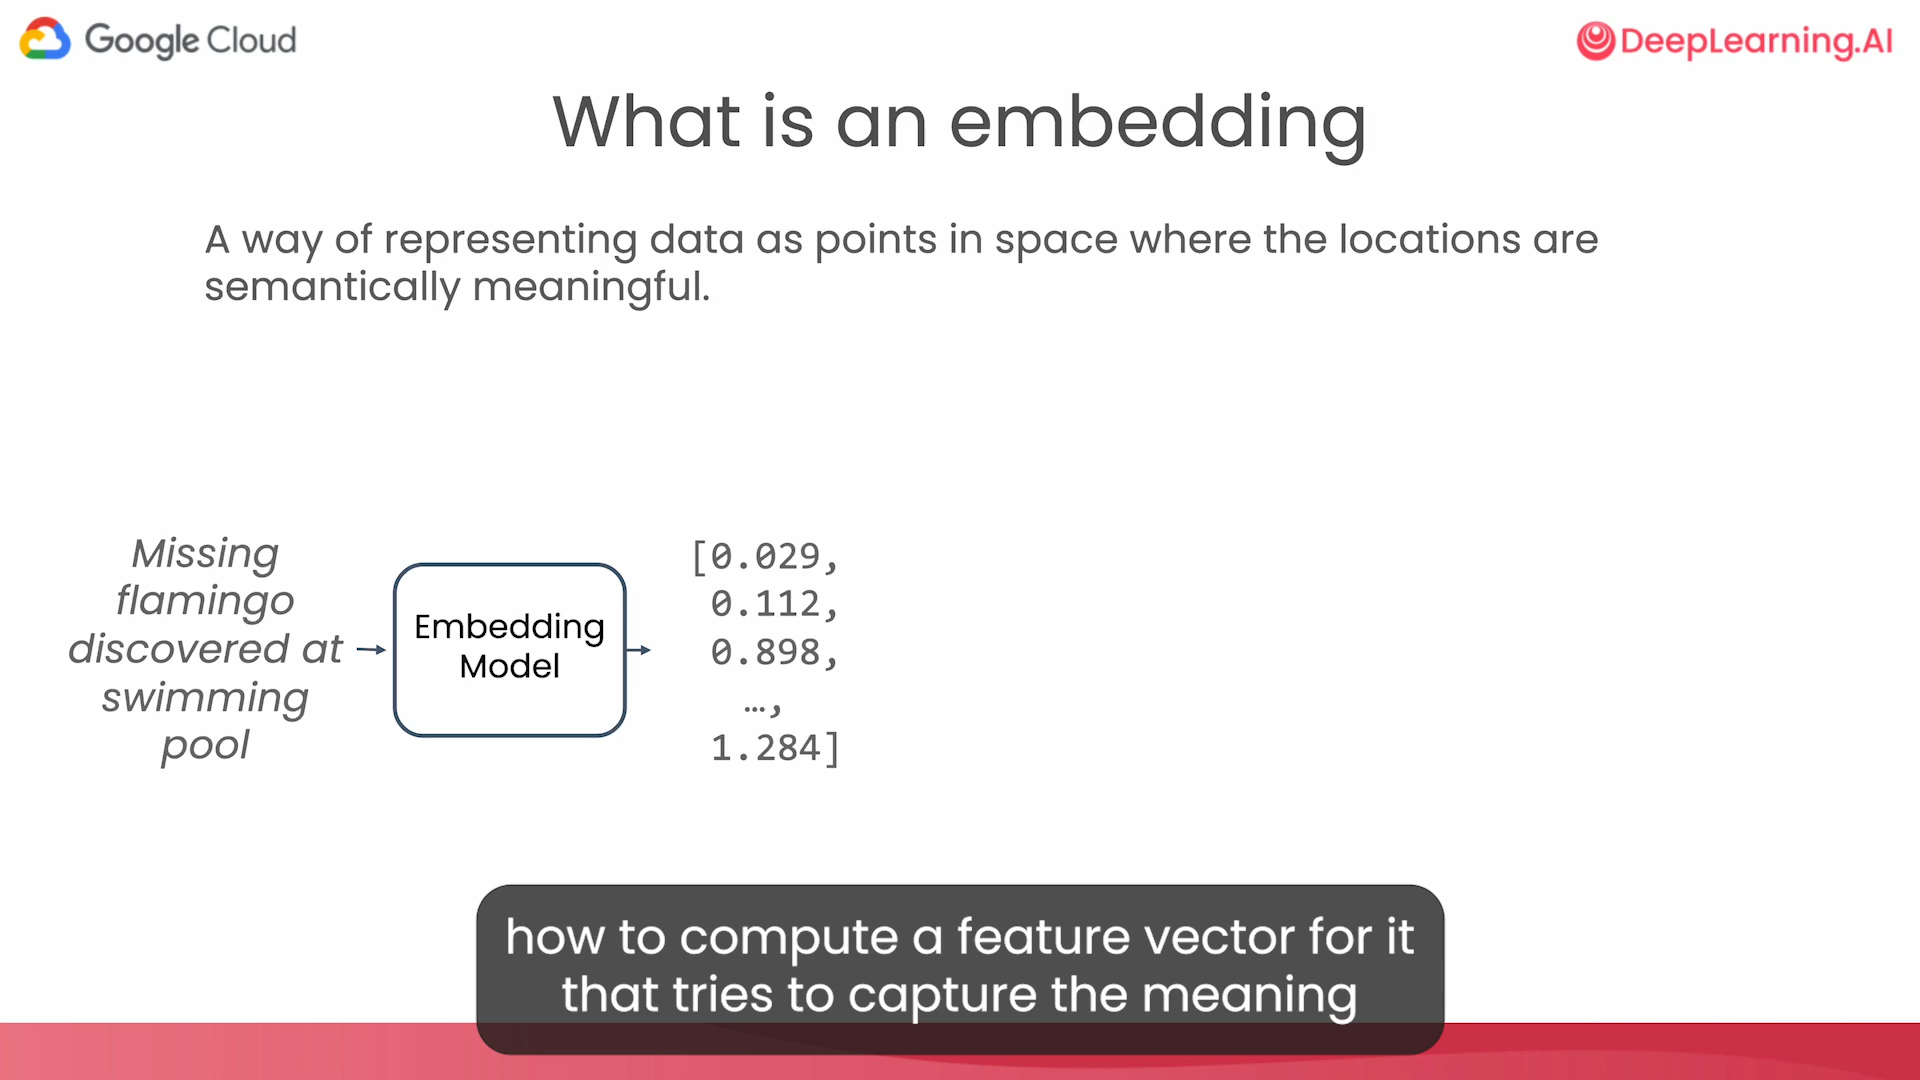 Google Cloud
DeepLearning.AI
What is an embedding
A way of representing data as points in space where the locations are
semantically meaningful.
Missing
flamingo
discovered at
swimming
pool
Embedding
Model
[0.029,
0.112,
0.898,
…,
1.284]
how to compute a feature vector for it
that tries to capture the meaning